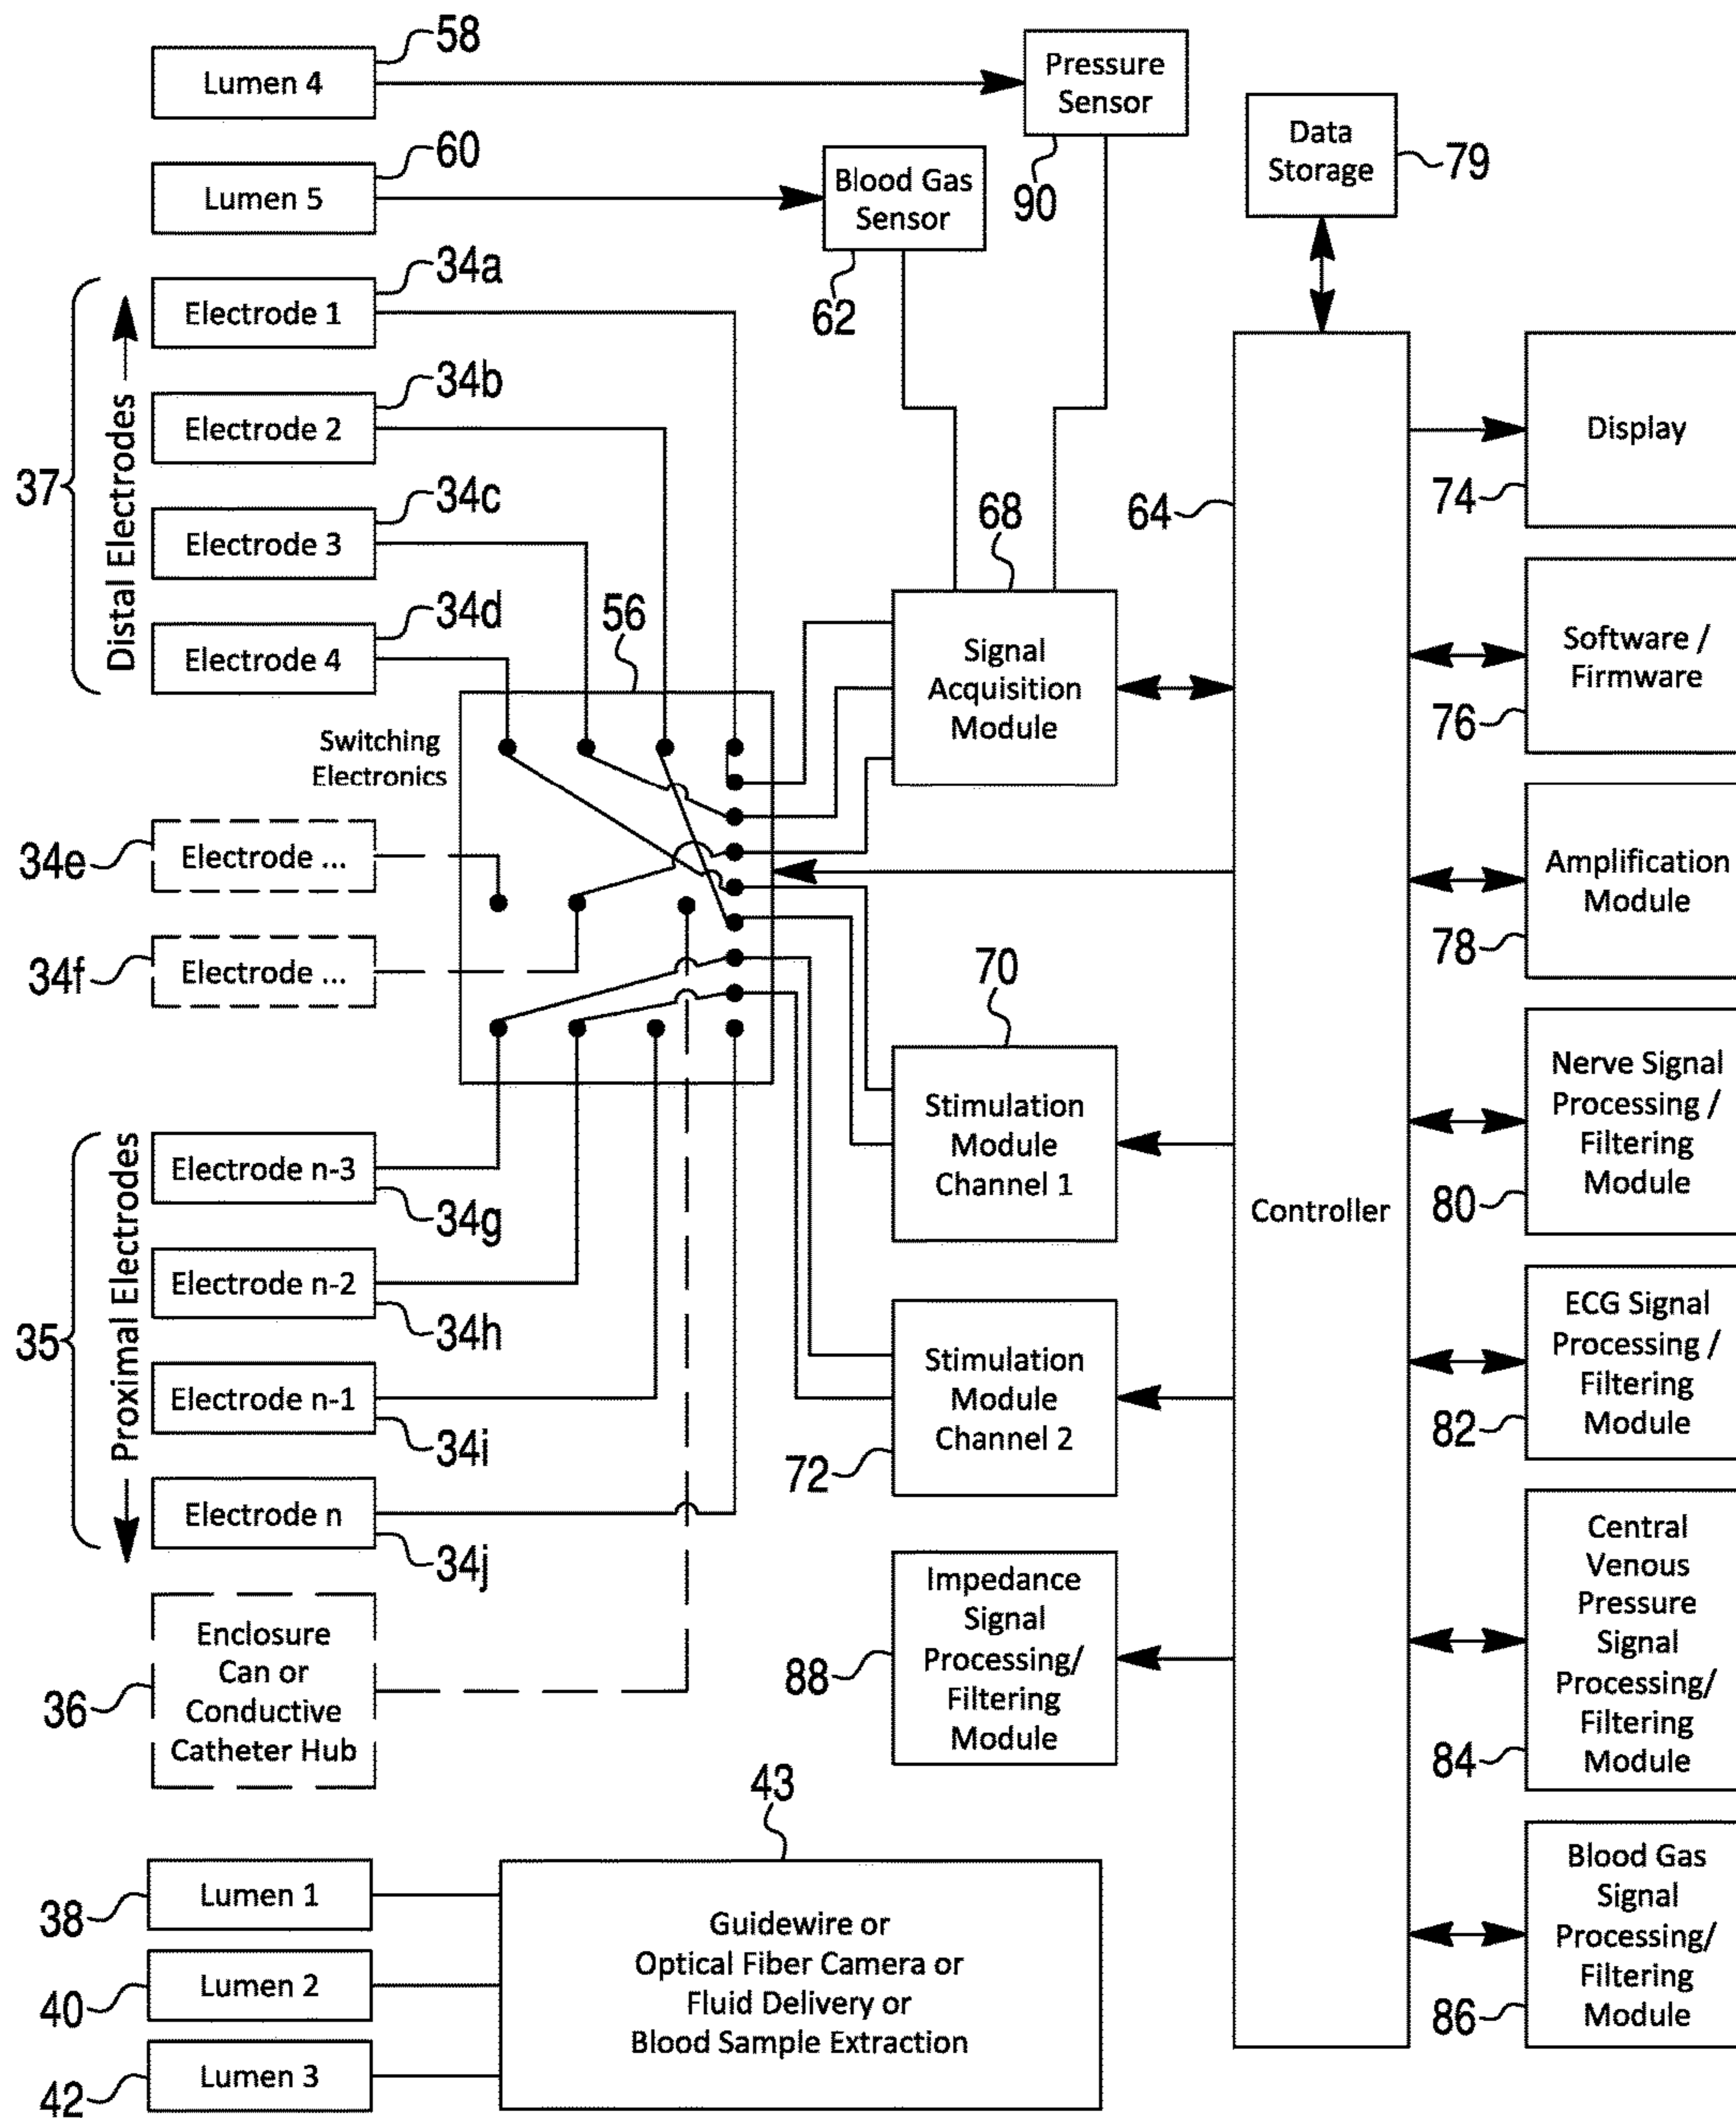 58
Lumen 4
Pressure
Sensor
90
60
Lumen 5
Blood Gas
Sensor
62
Data
Storage
79
37
Distal Electrodes
34a
Electrode 1
34b
Electrode 2
34c
Electrode 3
34d
Electrode 4
56
Switching
Electronics
34e
Electrode ...
34f
Electrode ...
35
Proximal Electrodes
Electrode n-3
34g
Electrode n-2
34h
Electrode n-1
34i
Electrode n
34j
36
Enclosure
Can or
Conductive
Catheter Hub
68
Signal
Acquisition
Module
70
Stimulation
Module
Channel 1
72
Stimulation
Module
Channel 2
88
Impedance
Signal
Processing/
Filtering
Module
64
Controller
Display
74
Software /
Firmware
76
Amplification
Module
78
Nerve Signal
Processing /
Filtering
Module
80
ECG Signal
Processing /
Filtering
Module
82
Central
Venous
Pressure
Signal
Processing/
Filtering
Module
84
Blood Gas
Signal
Processing/
Filtering
Module
86
38
Lumen 1
40
Lumen 2
42
Lumen 3
43
Guidewire or
Optical Fiber Camera or
Fluid Delivery or
Blood Sample Extraction